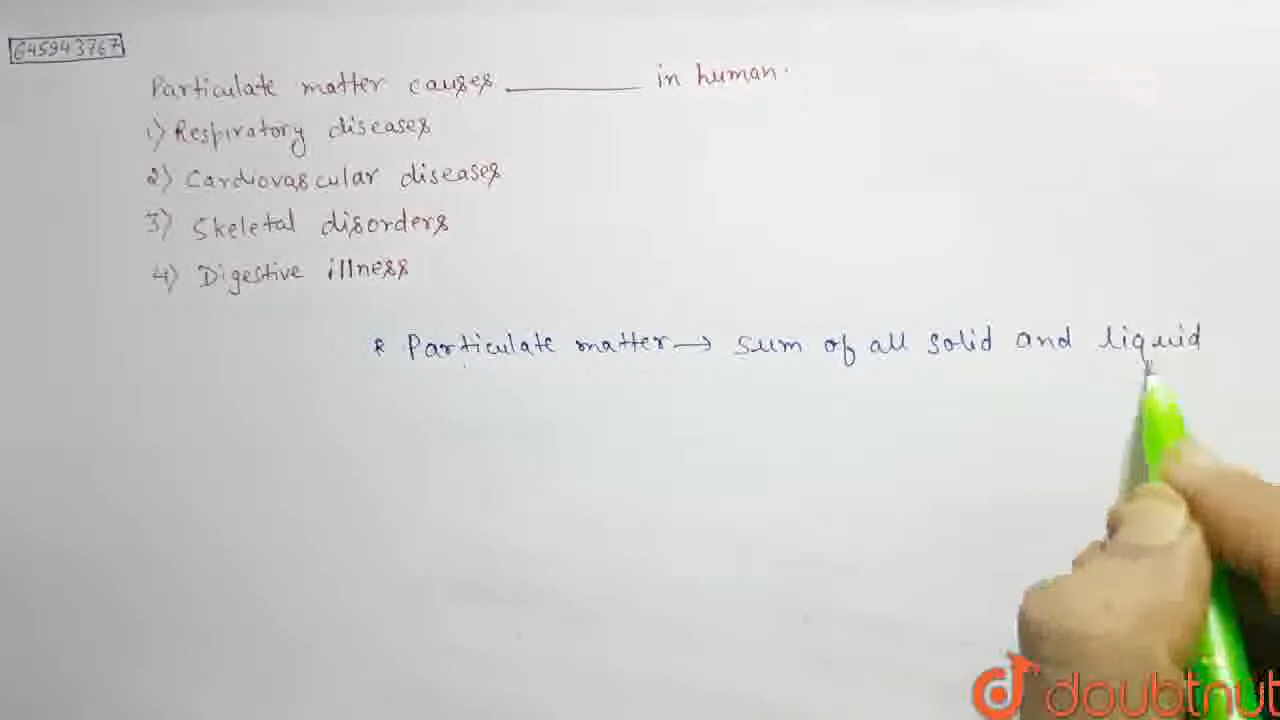 645943767
Particulate matter causes ________ in human.
1) Respiratory diseases
2) Cardiovascular diseases
3) Skeletal disorders
4) Digestive illness
* Particulate matter → sum of all solid and liquid
doubtnut